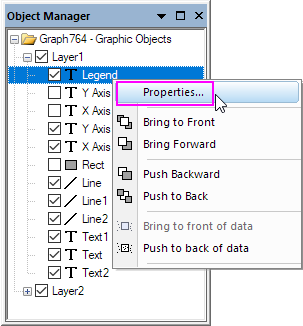 Object Manager
Graph764 - Graphic Objects
Layer1
Legend
Properties...
Y Axis
X Axis
Bring to Front
Y Axis
Bring Forward
X Axis
Rect
Push Backward
Line
Push to Back
Line1
Line2
Bring to front of data
Text1
Push to back of data
Text
Text2
Layer2